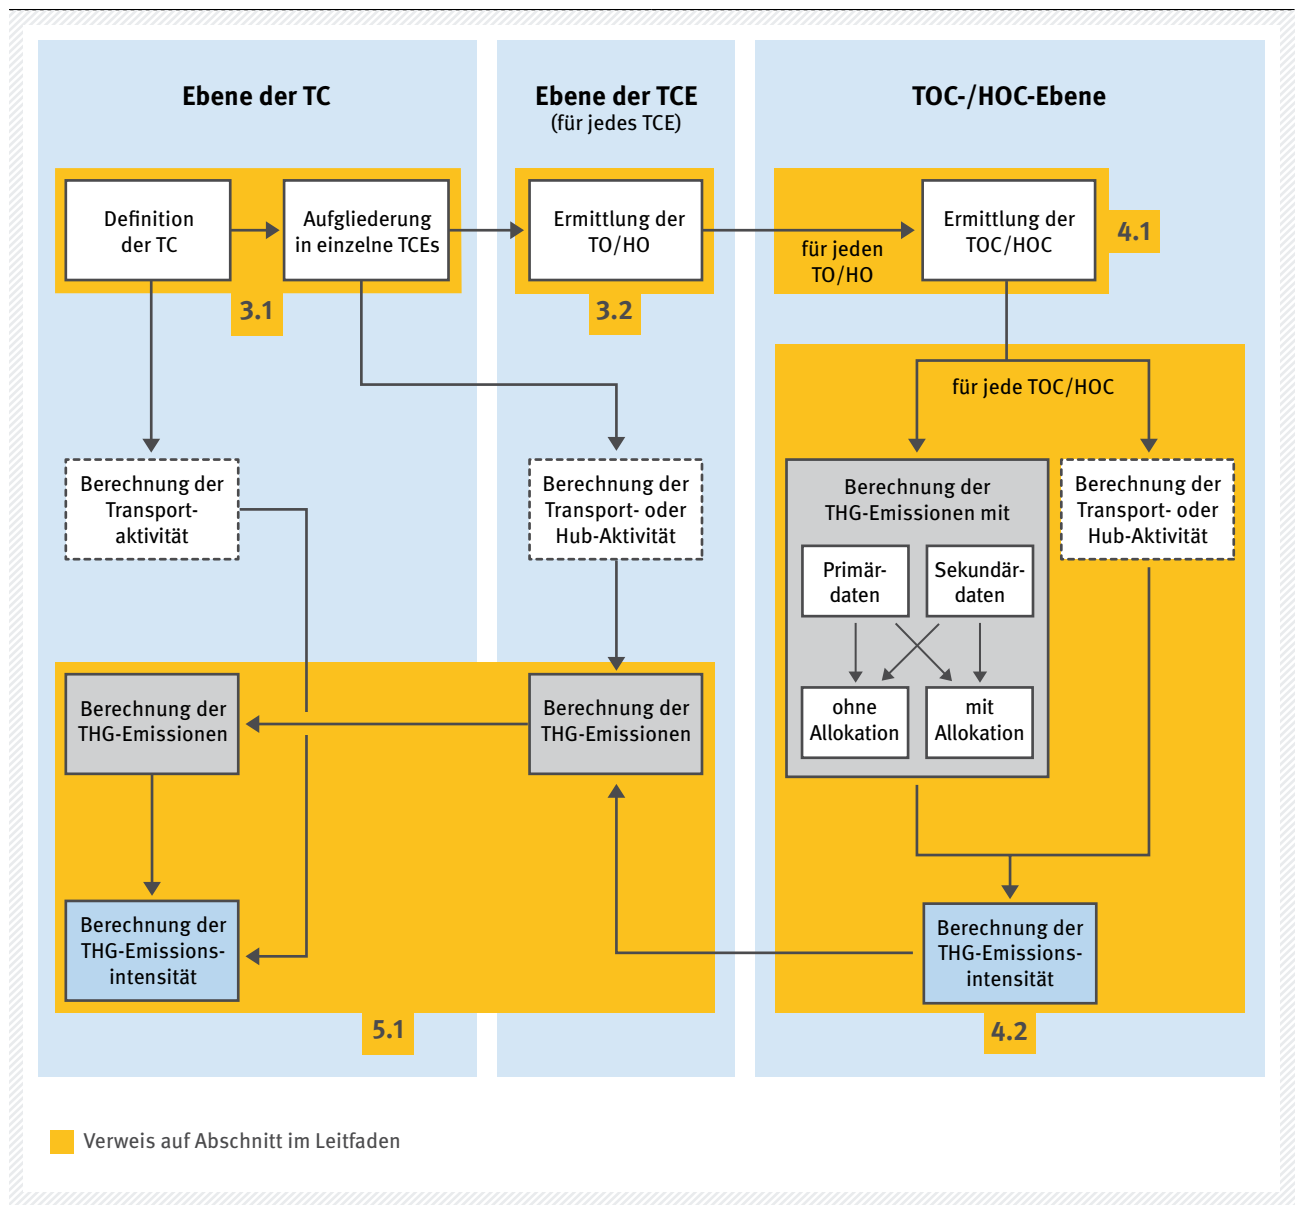 Ebene der TC
Ebene der TCE
(für jedes TCE)
TOC-/HOC-Ebene
Definition
der TC
Aufgliederung
in einzelne TCEs
3.1
Ermittlung der
TO/HO
3.2
für jeden
TO/HO
Ermittlung der
TOC/HOC
4.1
für jede TOC/HOC
Berechnung der
Transport-
aktivität
Berechnung der
Transport- oder
Hub-Aktivität
Berechnung der
THG-Emissionen mit
Primär-
daten
Sekundär-
daten
ohne
Allokation
mit
Allokation
Berechnung der
Transport- oder
Hub-Aktivität
Berechnung der
THG-Emissionen
Berechnung der
THG-Emissionen
Berechnung der
THG-Emissions-
intensität
Berechnung der
THG-Emissions-
intensität
5.1
4.2
Verweis auf Abschnitt im Leitfaden